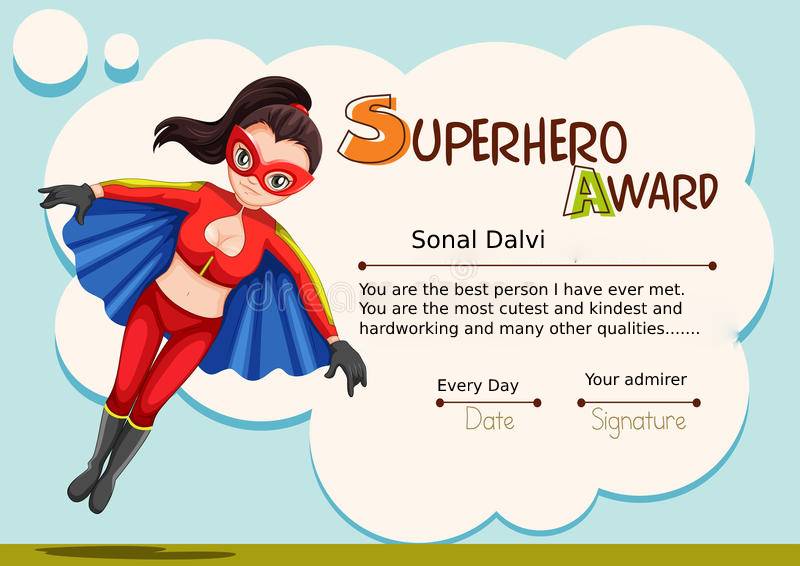 SUPERHERO
AWARD
Sonal Dalvi
You are the best person I have ever met.
You are the most cutest and kindest and
hardworking and many other qualities.......
Every Day
Your admirer
Date
Signature
dreamstime